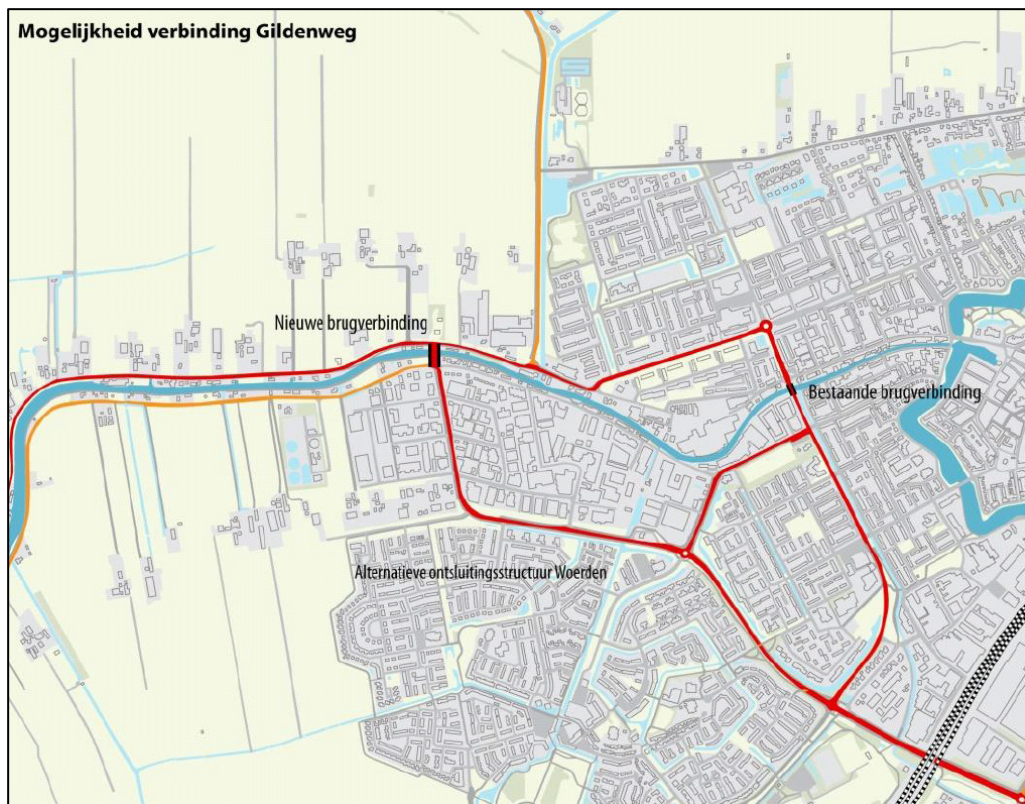 Mogelijkheid verbinding Gildenweg
Nieuwe brugverbinding
Bestaande brugverbinding
Alternatieve ontsluitingsstructuur Woerden